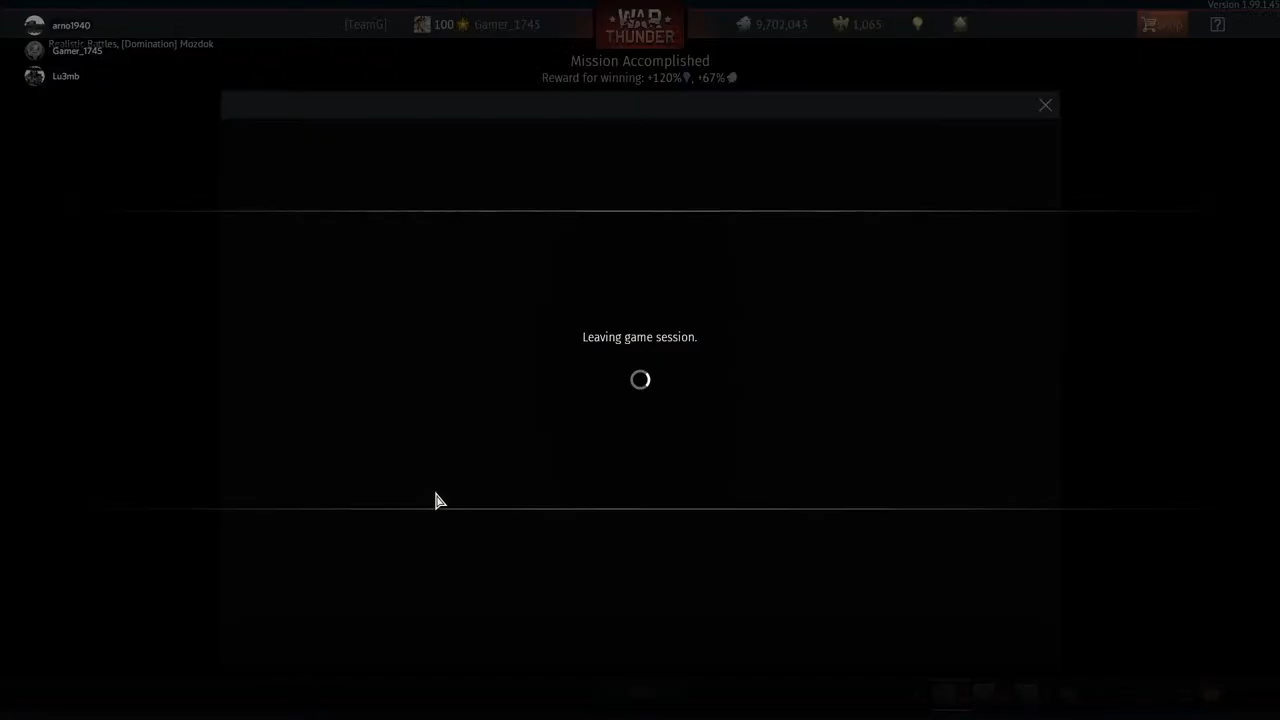 Version 1.99.1.45
arno1940
[TeamG] 100 Gamer_1745 WAR THUNDER 9,702,043 1,065 ?
Realistic Battles, [Domination] Mozdok
Gamer_1745
Mission Accomplished
Lu3mb
Reward for winning: +120%, +67%
Leaving game session.